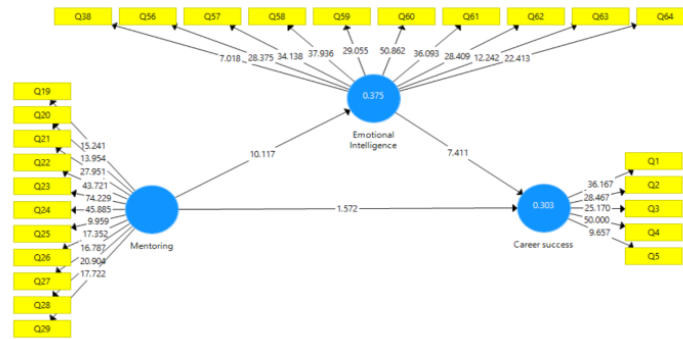 Q38 Q56 Q57 Q58 Q59 Q60 Q61 Q62 Q63 Q64
7.018 28.375 34.138 37.936 29.055 50.862 36.093 28.409 12.242 22.413
0.375
Emotional
Intelligence
Q19
Q20
Q21
Q22
Q23
Q24
Q25
Q26
Q27
Q28
Q29
15.241
13.954
27.951
43.721
74.229
45.885
9.959
17.352
16.787
20.904
17.722
Mentoring
10.117
7.411
1.572
0.303
Career success
36.167
28.467
25.170
50.000
9.657
Q1
Q2
Q3
Q4
Q5